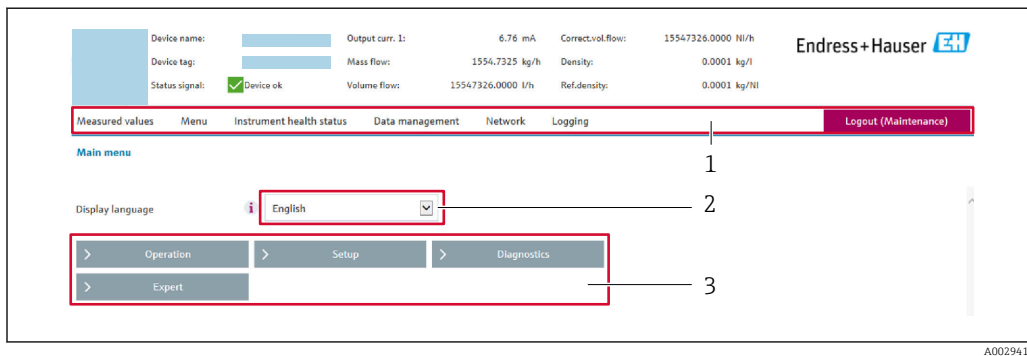 Device name: Output curr. 1: 6.76 mA Correct.vol.flow: 15547326.0000 Nl/h
Endress+Hauser EH
Device tag: Mass flow: 1554.7325 kg/h Density: 0.0001 kg/l
Status signal: Device ok Volume flow: 15547326.0000 l/h Ref.density: 0.0001 kg/Nl
Measured values Menu Instrument health status Data management Network Logging Logout (Maintenance)
1
Main menu
Display language i English 2
> Operation > Setup > Diagnostics
> Expert 3
A002941